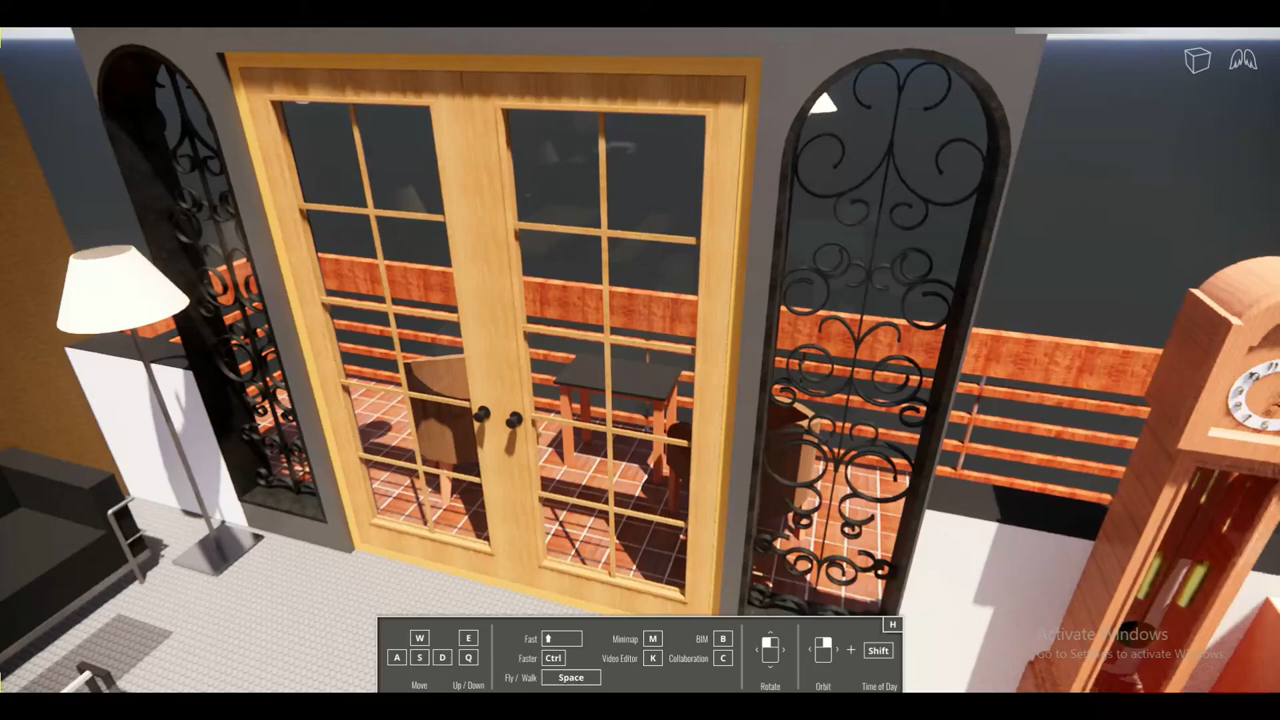 H
W E Fast Minimap M BIM B
A S D Q Faster Ctrl Video Editor K Collaboration C + Shift
Fly / Walk Space
Move Up / Down Rotate Orbit Time of Day
Activate Windows
Go to Settings to activate Windows.